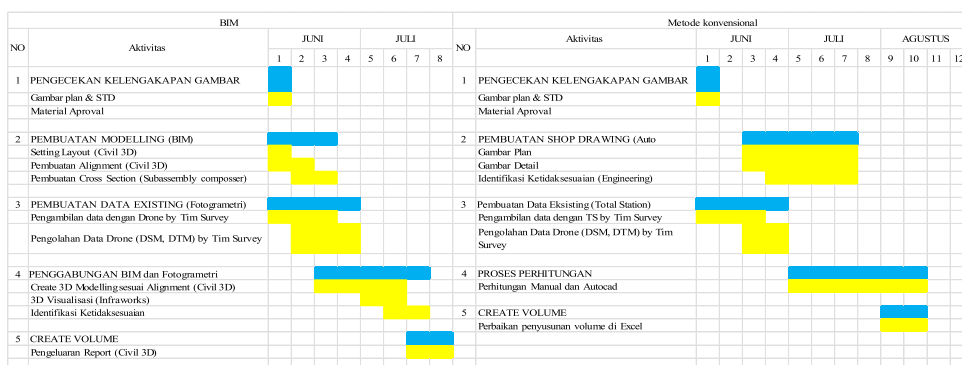 BIM
NO Aktivitas JUNI JULI
1 2 3 4 5 6 7 8
1 PENGECEKAN KELENGAKAPAN GAMBAR
Gambar plan & STD
Material Aproval
2 PEMBUATAN MODELLING (BIM)
Setting Layout (Civil 3D)
Pembuatan Alignment (Civil 3D)
Pembuatan Cross Section (Subassembly composser)
3 PEMBUATAN DATA EXISTING (Fotogrametri)
Pengambilan data dengan Drone by Tim Survey
Pengolahan Data Drone (DSM, DTM) by Tim Survey
4 PENGGABUNGAN BIM dan Fotogrametri
Create 3D Modellingsesuai Alignment (Civil 3D)
3D Visualisasi (Infraworks)
Identifikasi Ketidaksesuaian
5 CREATE VOLUME
Pengeluaran Report (Civil 3D)
Metode konvensional
NO Aktivitas JUNI JULI AGUSTUS
1 2 3 4 5 6 7 8 9 10 11 12
1 PENGECEKAN KELENGAKAPAN GAMBAR
Gambar plan & STD
Material Aproval
2 PEMBUATAN SHOP DRAWING (Auto
Gambar Plan
Gambar Detail
Identifikasi Ketidaksesuaian (Engineering)
3 Pembuatan Data Eksisting (Total Station)
Pengambilan data dengan TS by Tim Survey
Pengolahan Data Drone (DSM, DTM) by Tim
Survey
4 PROSES PERHITUNGAN
Perhitungan Manual dan Autocad
5 CREATE VOLUME
Perbaikan penyusunan volume di Excel